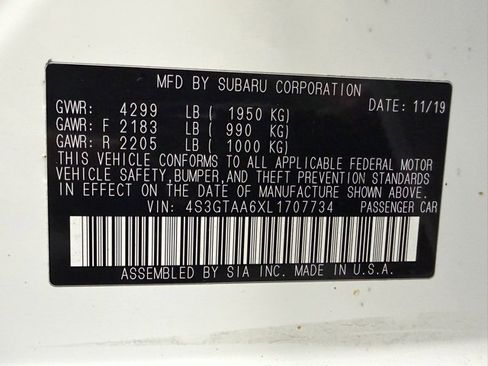 MFD BY SUBARU CORPORATION
GVWR: 4299 LB ( 1950 KG) DATE: 11/19
GAWR: F 2183 LB ( 990 KG)
GAWR: R 2205 LB ( 1000 KG)
THIS VEHICLE CONFORMS TO ALL APPLICABLE FEDERAL MOTOR
VEHICLE SAFETY, BUMPER, AND THEFT PREVENTION STANDARDS
IN EFFECT ON THE DATE OF MANUFACTURE SHOWN ABOVE.
VIN: 4S3GTAA6XL1707734 PASSENGER CAR
ASSEMBLED BY SIA INC. MADE IN U.S.A.